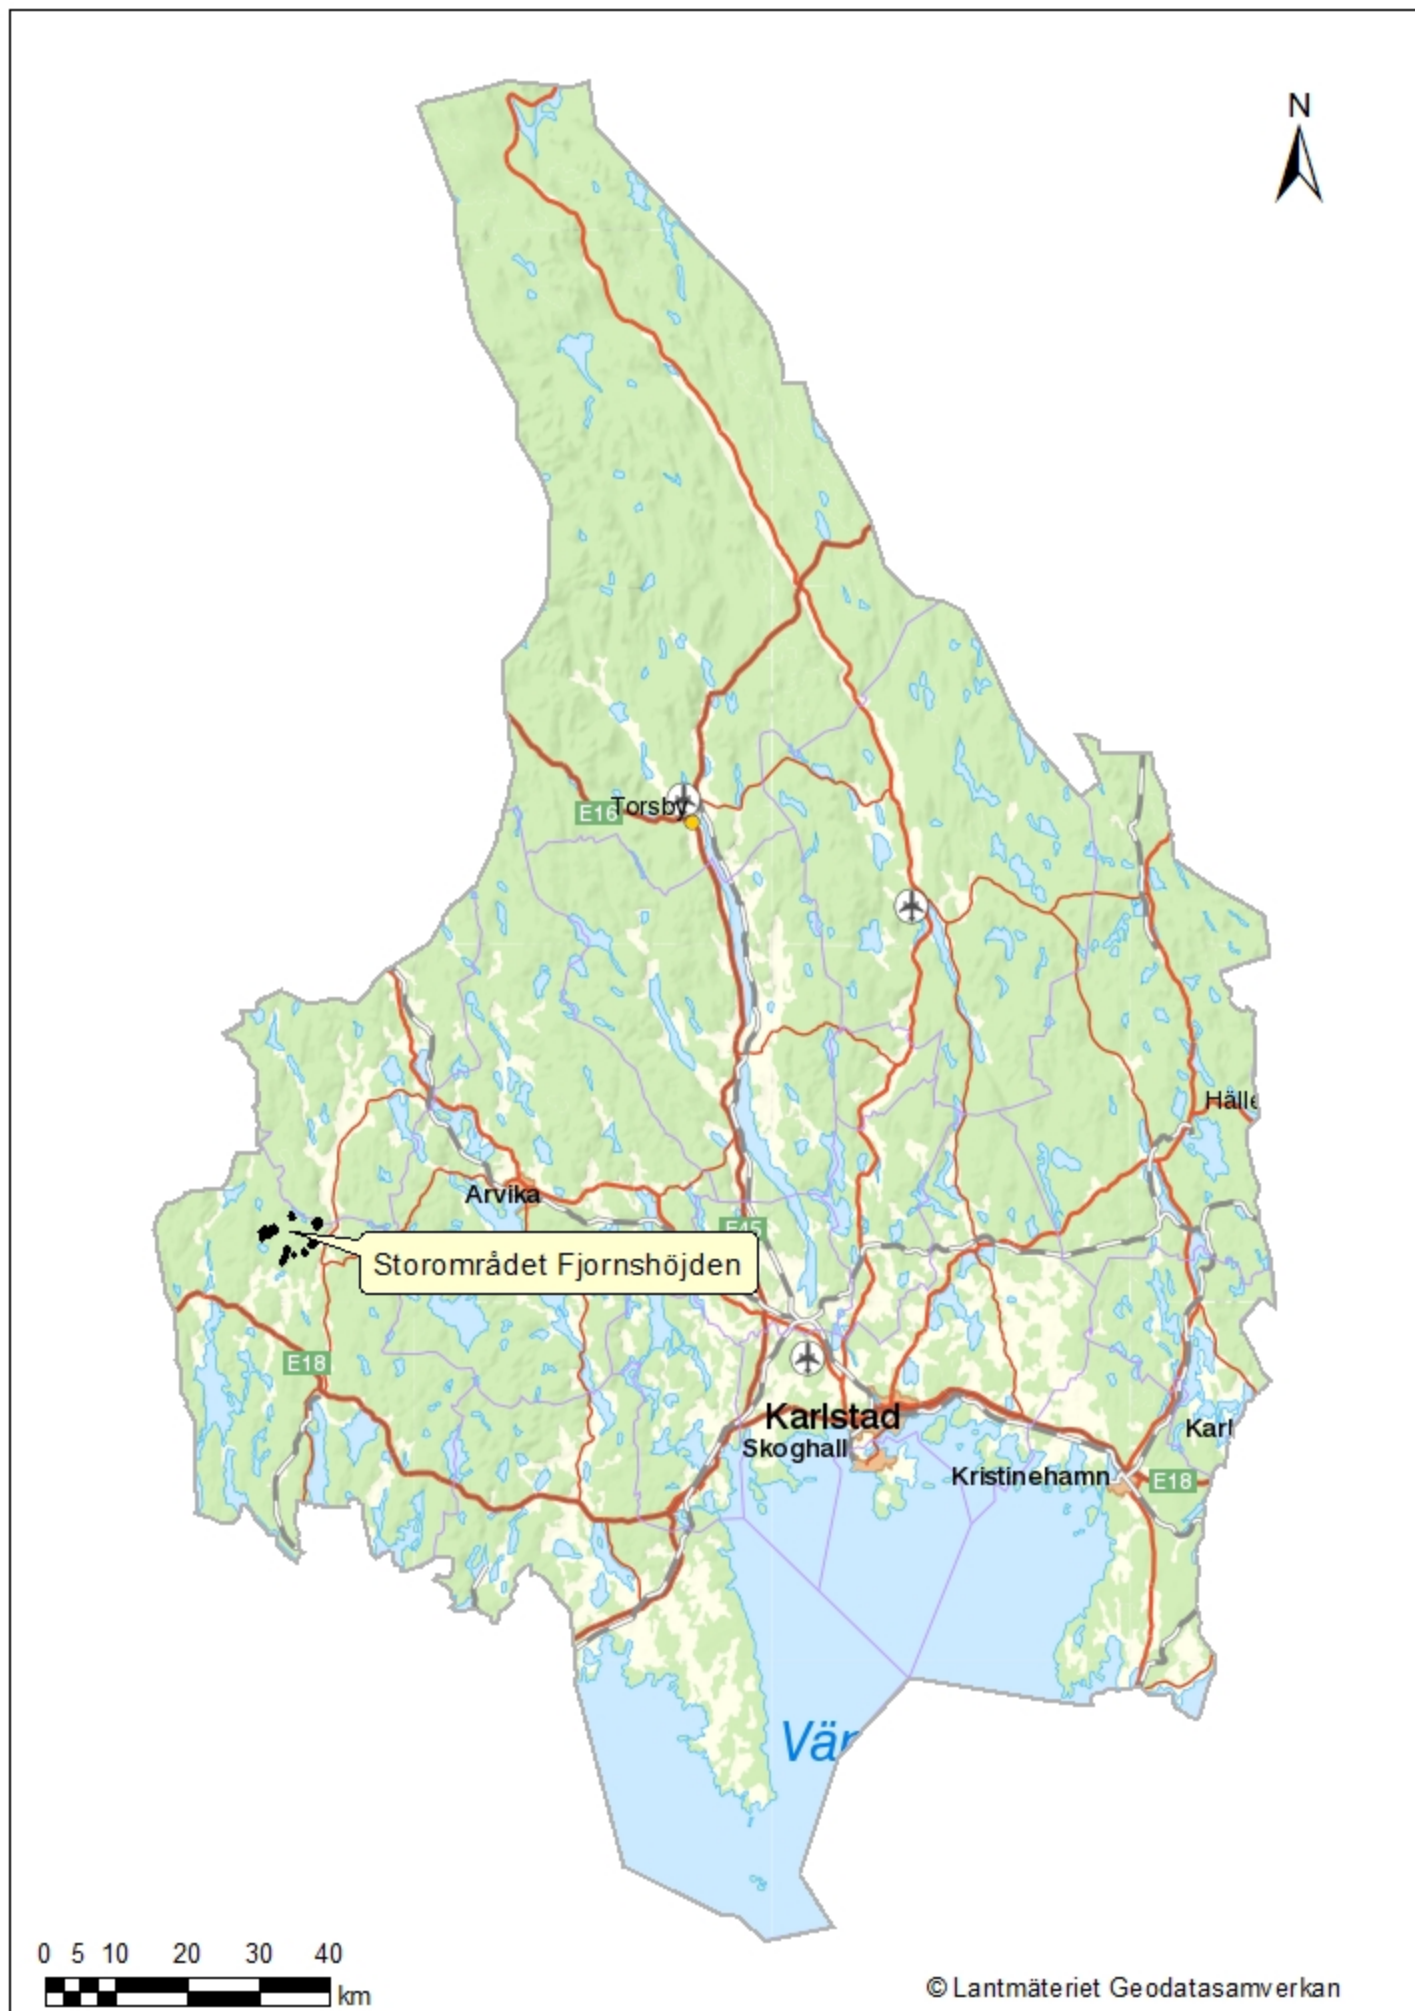 N
E16
Torsby
Hälle
Arvika
E45
Storområdet Fjornshöjden
E18
Karlstad
Skoghall
Karl
Kristinehamn
E18
Vän
0 5 10 20 30 40
km
© Lantmäteriet Geodatasamverkan